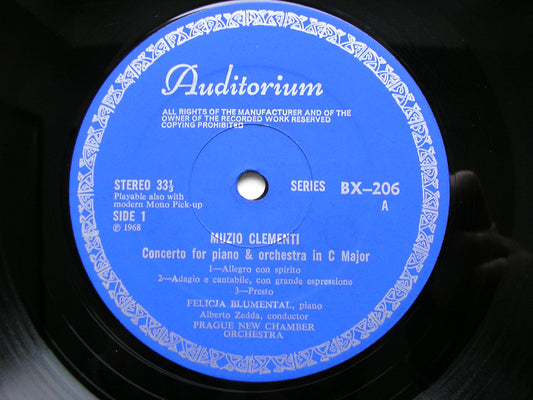 Auditorium
ALL RIGHTS OF THE MANUFACTURER AND OF THE
OWNER OF THE RECORDED WORK RESERVED
COPYING PROHIBITED
STEREO 33⅓
Playable also with
modern Mono Pick-up
SIDE 1
℗ 1968
SERIES BX—206
A
MUZIO CLEMENTI
Concerto for piano & orchestra in C Major
1—Allegro con spirito
2—Adagio e cantabile, con grande espressione
3—Presto
FELICIA BLUMENTAL, piano
Alberto Zedda, conductor
PRAGUE NEW CHAMBER
ORCHESTRA